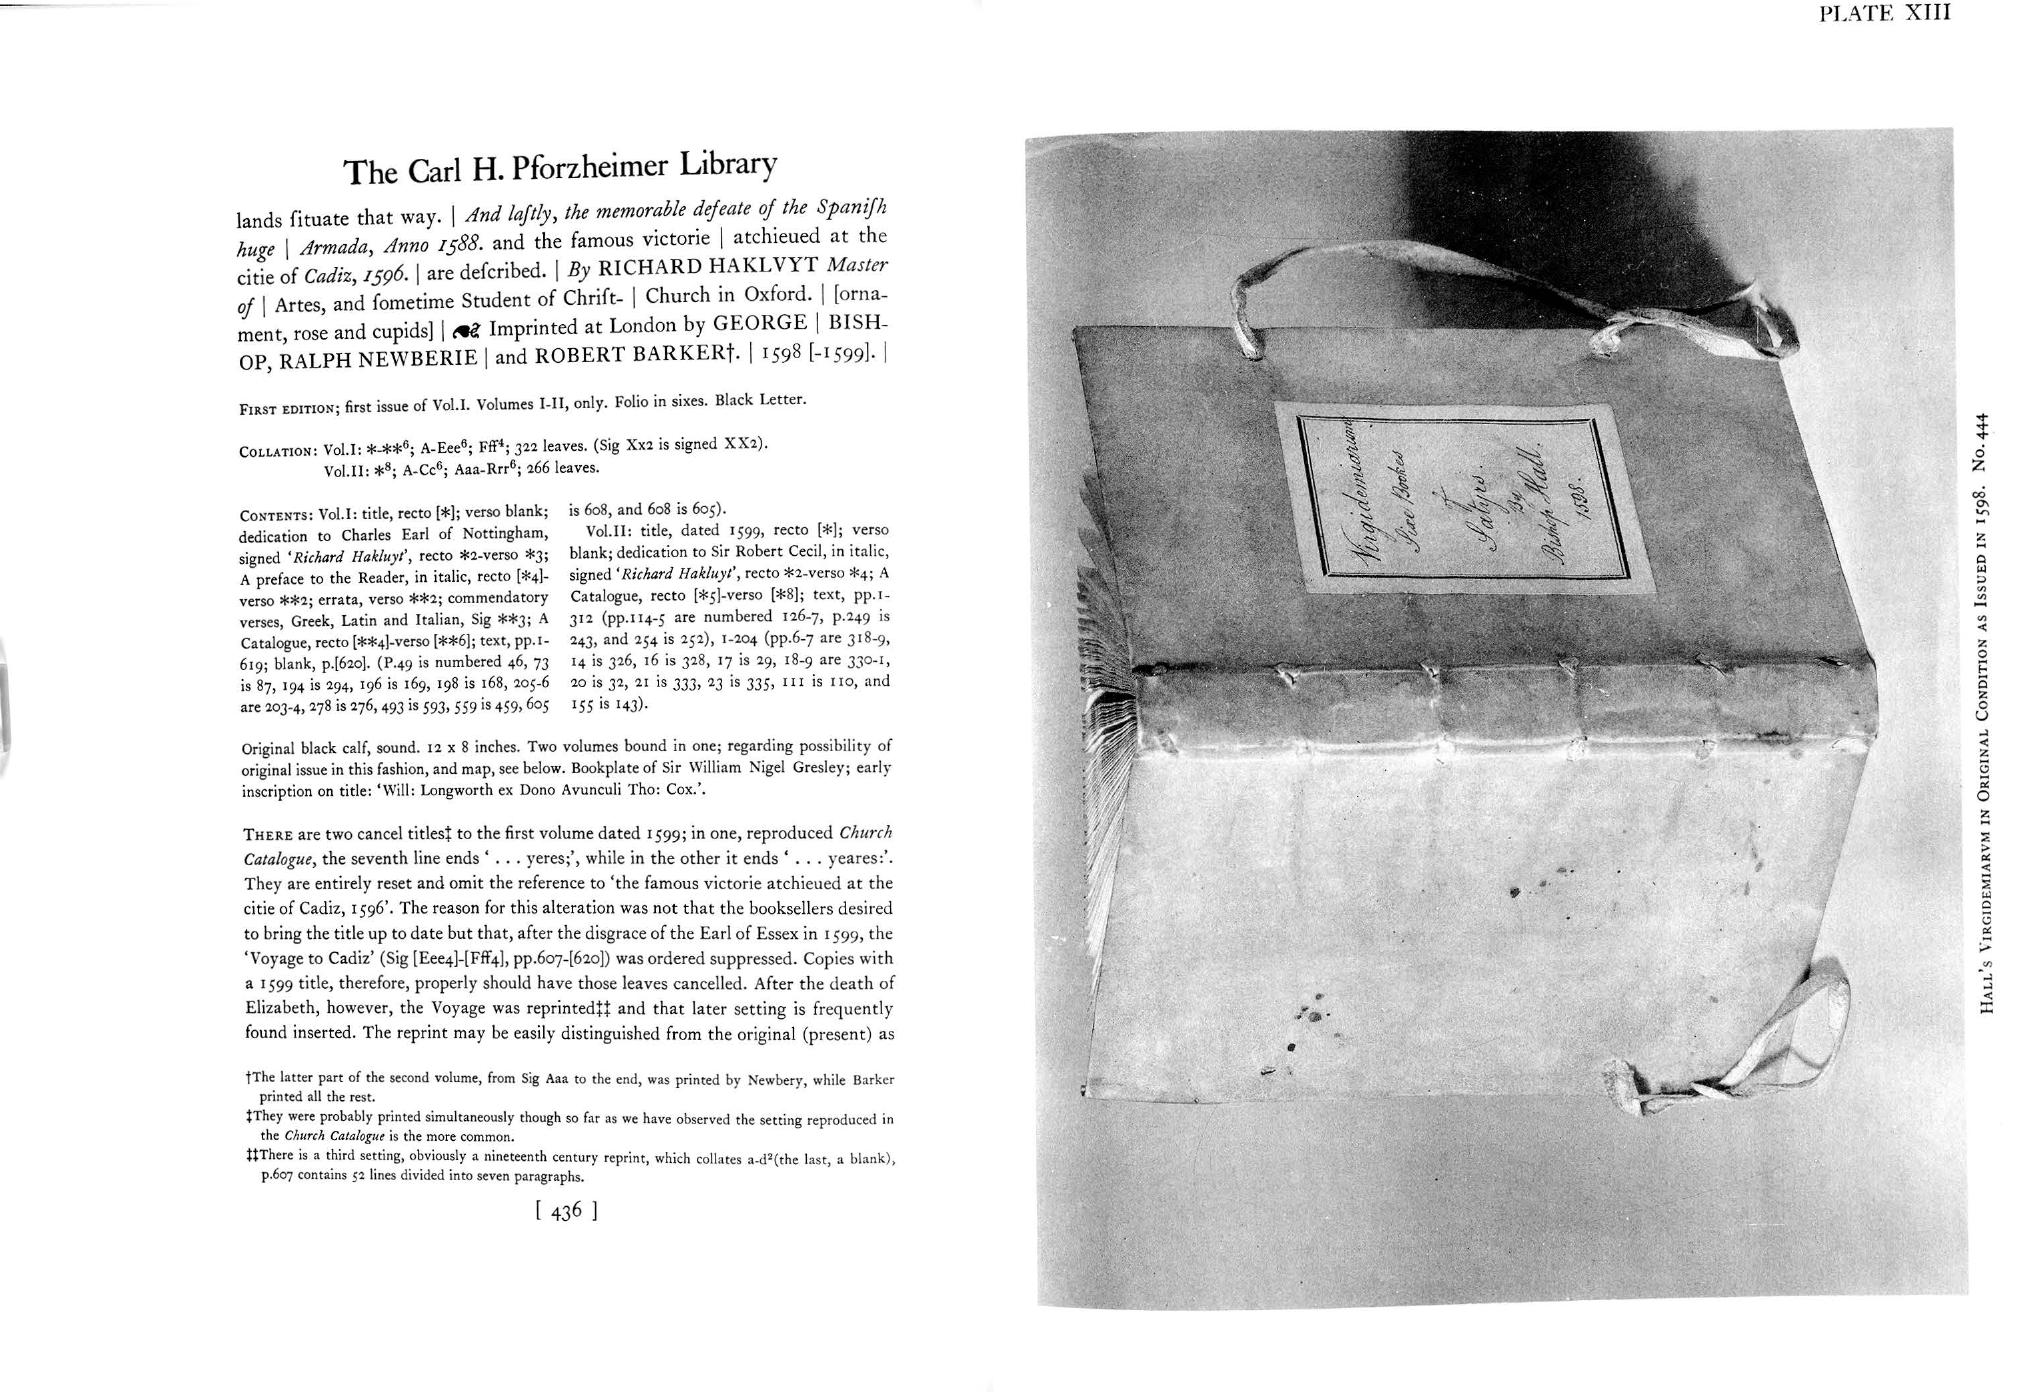 The Carl H. Pforzheimer Library
lands ſituate that way. | And laſtly, the memorable defeate of the Spaniſh
huge | Armada, Anno 1588. and the famous victorie | atchieued at the
citie of Cadiz, 1596. | are deſcribed. | By RICHARD HAKLVYT Master
of | Artes, and ſometime Student of Chriſt- | Church in Oxford. | [orna-
ment, rose and cupids] | ☙ Imprinted at London by GEORGE | BISH-
OP, RALPH NEWBERIE | and ROBERT BARKER†. | 1598 [-1599]. |
FIRST EDITION; first issue of Vol.I. Volumes I-II, only. Folio in sixes. Black Letter.
COLLATION: Vol.I: *-**⁶; A-Eee⁶; Fff⁴; 322 leaves. (Sig Xx2 is signed XX2).
Vol.II: *⁸; A-Cc⁶; Aaa-Rrr⁶; 266 leaves.
CONTENTS: Vol.I: title, recto [*]; verso blank;
dedication to Charles Earl of Nottingham,
signed ‘Richard Hakluyt’, recto *2-verso *3;
A preface to the Reader, in italic, recto [*4]-
verso **2; errata, verso **2; commendatory
verses, Greek, Latin and Italian, Sig **3; A
Catalogue, recto [**4]-verso [**6]; text, pp.1-
619; blank, p.[620]. (P.49 is numbered 46, 73
is 87, 194 is 294, 196 is 169, 198 is 168, 205-6
are 203-4, 278 is 276, 493 is 593, 559 is 459, 605
is 608, and 608 is 605).
Vol.II: title, dated 1599, recto [*]; verso
blank; dedication to Sir Robert Cecil, in italic,
signed ‘Richard Hakluyt’, recto *2-verso *4; A
Catalogue, recto [*5]-verso [*8]; text, pp.1-
312 (pp.114-5 are numbered 126-7, p.249 is
243, and 254 is 252), 1-204 (pp.6-7 are 318-9,
14 is 326, 16 is 328, 17 is 29, 18-9 are 330-1,
20 is 32, 21 is 333, 23 is 335, 111 is 110, and
155 is 143).
Original black calf, sound. 12 x 8 inches. Two volumes bound in one; regarding possibility of
original issue in this fashion, and map, see below. Bookplate of Sir William Nigel Gresley; early
inscription on title: ‘Will: Longworth ex Dono Avunculi Tho: Cox.’.
THERE are two cancel titles‡ to the first volume dated 1599; in one, reproduced Church
Catalogue, the seventh line ends ‘ . . . yeres;’, while in the other it ends ‘ . . . yeares:’.
They are entirely reset and omit the reference to ‘the famous victorie atchieued at the
citie of Cadiz, 1596’. The reason for this alteration was not that the booksellers desired
to bring the title up to date but that, after the disgrace of the Earl of Essex in 1599, the
‘Voyage to Cadiz’ (Sig [Eee4]-[Fff4], pp.607-[620]) was ordered suppressed. Copies with
a 1599 title, therefore, properly should have those leaves cancelled. After the death of
Elizabeth, however, the Voyage was reprinted‡‡ and that later setting is frequently
found inserted. The reprint may be easily distinguished from the original (present) as
†The latter part of the second volume, from Sig Aaa to the end, was printed by Newbery, while Barker
printed all the rest.
‡They were probably printed simultaneously though so far as we have observed the setting reproduced in
the Church Catalogue is the more common.
‡‡There is a third setting, obviously a nineteenth century reprint, which collates a-d²(the last, a blank),
p.607 contains 52 lines divided into seven paragraphs.
[ 436 ]
PLATE XIII
Virgidemiarum
Sixe Bookes
of
Satyrs.
By
Bishop Hall.
1598.
HALL'S VIRGIDEMIARVM IN ORIGINAL CONDITION AS ISSUED IN 1598. No. 444